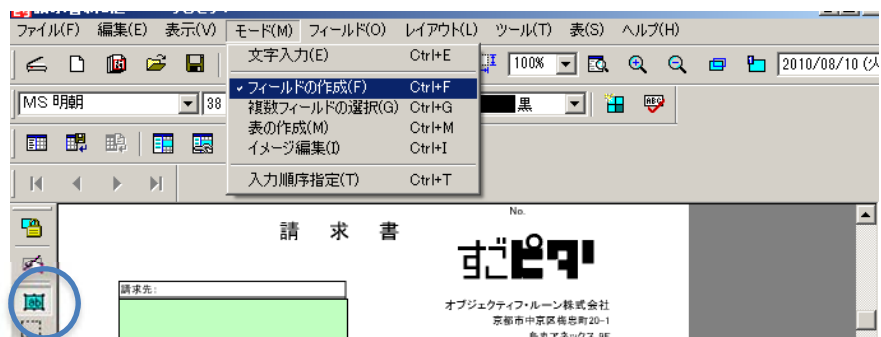 ファイル(F) 編集(E) 表示(V) モード(M) フィールド(O) レイアウト(L) ツール(T) 表(S) ヘルプ(H)
文字入力(E) Ctrl+E
100%
2010/08/10 (火
フィールドの作成(F) Ctrl+F
MS 明朝
38
複数フィールドの選択(G) Ctrl+G
黒
表の作成(M) Ctrl+M
イメージ編集(I) Ctrl+I
入力順序指定(T) Ctrl+T
No.
請 求 書
すごピタ!
請求先:
オブジェクティフ・ルーン株式会社
京都市中京区梅忠町20-1